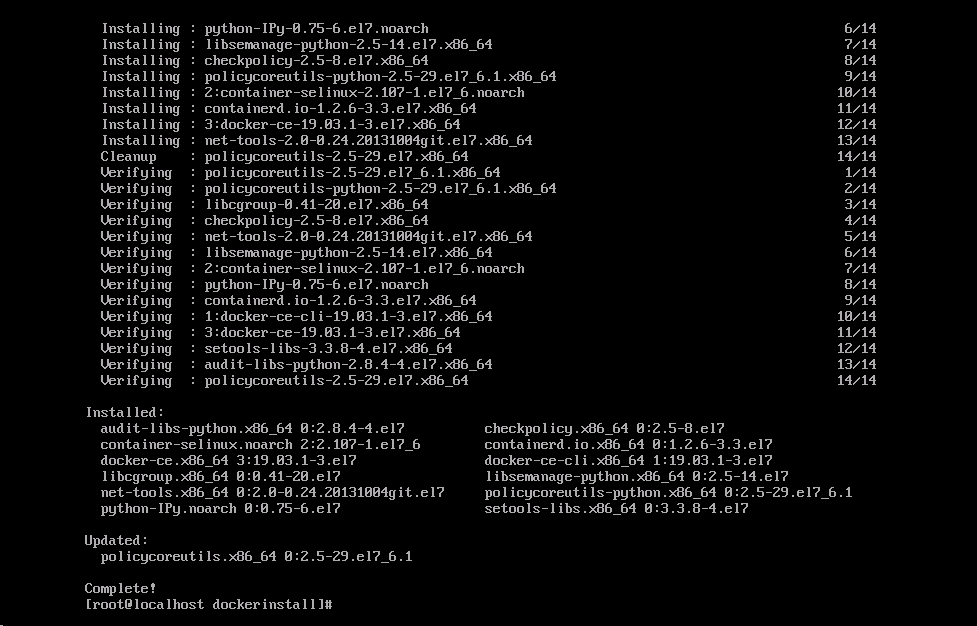 Installing : python-IPy-0.75-6.el7.noarch 6/14
Installing : libsemanage-python-2.5-14.el7.x86_64 7/14
Installing : checkpolicy-2.5-8.el7.x86_64 8/14
Installing : policycoreutils-python-2.5-29.el7_6.1.x86_64 9/14
Installing : 2:container-selinux-2.107-1.el7_6.noarch 10/14
Installing : containerd.io-1.2.6-3.3.el7.x86_64 11/14
Installing : 3:docker-ce-19.03.1-3.el7.x86_64 12/14
Installing : net-tools-2.0-0.24.20131004git.el7.x86_64 13/14
Cleanup : policycoreutils-2.5-29.el7.x86_64 14/14
Verifying : policycoreutils-2.5-29.el7_6.1.x86_64 1/14
Verifying : policycoreutils-python-2.5-29.el7_6.1.x86_64 2/14
Verifying : libcgroup-0.41-20.el7.x86_64 3/14
Verifying : checkpolicy-2.5-8.el7.x86_64 4/14
Verifying : net-tools-2.0-0.24.20131004git.el7.x86_64 5/14
Verifying : libsemanage-python-2.5-14.el7.x86_64 6/14
Verifying : 2:container-selinux-2.107-1.el7_6.noarch 7/14
Verifying : python-IPy-0.75-6.el7.noarch 8/14
Verifying : containerd.io-1.2.6-3.3.el7.x86_64 9/14
Verifying : 1:docker-ce-cli-19.03.1-3.el7.x86_64 10/14
Verifying : 3:docker-ce-19.03.1-3.el7.x86_64 11/14
Verifying : setools-libs-3.3.8-4.el7.x86_64 12/14
Verifying : audit-libs-python-2.8.4-4.el7.x86_64 13/14
Verifying : policycoreutils-2.5-29.el7.x86_64 14/14
Installed:
audit-libs-python.x86_64 0:2.8.4-4.el7 checkpolicy.x86_64 0:2.5-8.el7
container-selinux.noarch 2:2.107-1.el7_6 containerd.io.x86_64 0:1.2.6-3.3.el7
docker-ce.x86_64 3:19.03.1-3.el7 docker-ce-cli.x86_64 1:19.03.1-3.el7
libcgroup.x86_64 0:0.41-20.el7 libsemanage-python.x86_64 0:2.5-14.el7
net-tools.x86_64 0:2.0-0.24.20131004git.el7 policycoreutils-python.x86_64 0:2.5-29.el7_6.1
python-IPy.noarch 0:0.75-6.el7 setools-libs.x86_64 0:3.3.8-4.el7
Updated:
policycoreutils.x86_64 0:2.5-29.el7_6.1
Complete!
[root@localhost dockerinstall]#